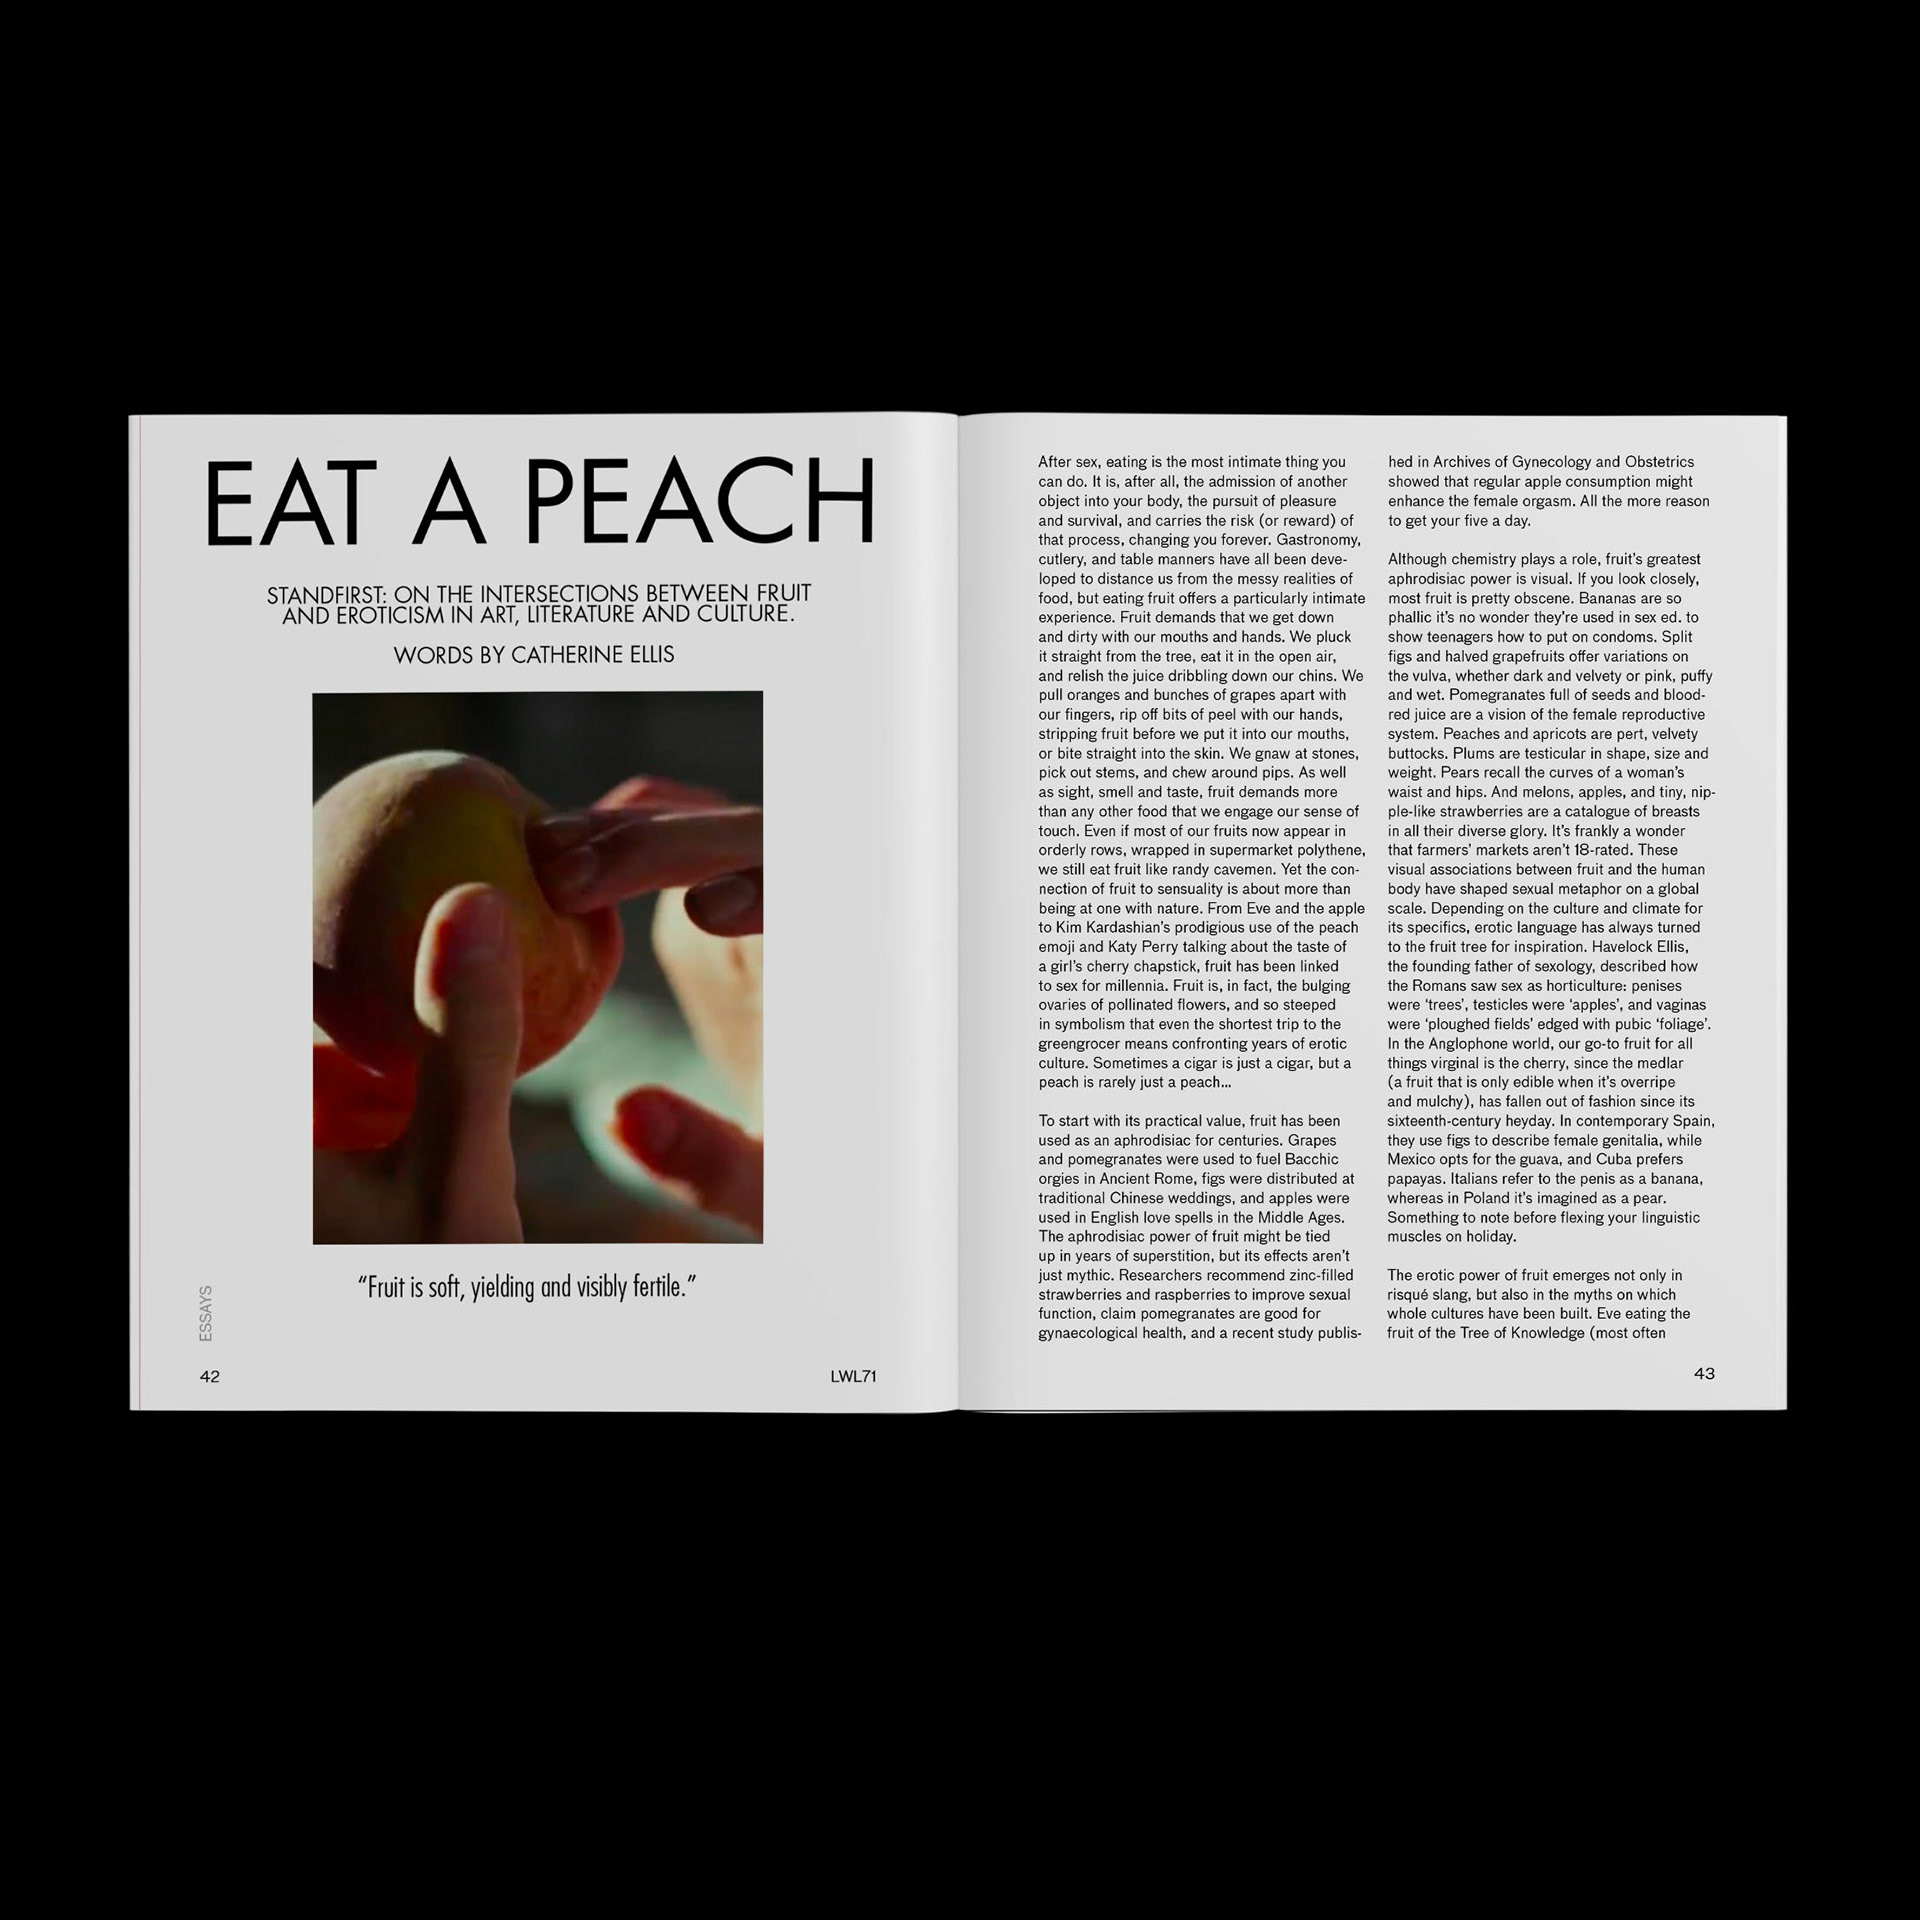 EAT A PEACH
STANDFIRST: ON THE INTERSECTIONS BETWEEN FRUIT
AND EROTICISM IN ART, LITERATURE AND CULTURE.
WORDS BY CATHERINE ELLIS
“Fruit is soft, yielding and visibly fertile.”
ESSAYS
42
LWL71
After sex, eating is the most intimate thing you
can do. It is, after all, the admission of another
object into your body, the pursuit of pleasure
and survival, and carries the risk (or reward) of
that process, changing you forever. Gastronomy,
cutlery, and table manners have all been deve-
loped to distance us from the messy realities of
food, but eating fruit offers a particularly intimate
experience. Fruit demands that we get down
and dirty with our mouths and hands. We pluck
it straight from the tree, eat it in the open air,
and relish the juice dribbling down our chins. We
pull oranges and bunches of grapes apart with
our fingers, rip off bits of peel with our hands,
stripping fruit before we put it into our mouths,
or bite straight into the skin. We gnaw at stones,
pick out stems, and chew around pips. As well
as sight, smell and taste, fruit demands more
than any other food that we engage our sense of
touch. Even if most of our fruits now appear in
orderly rows, wrapped in supermarket polythene,
we still eat fruit like randy cavemen. Yet the con-
nection of fruit to sensuality is about more than
being at one with nature. From Eve and the apple
to Kim Kardashian’s prodigious use of the peach
emoji and Katy Perry talking about the taste of
a girl’s cherry chapstick, fruit has been linked
to sex for millennia. Fruit is, in fact, the bulging
ovaries of pollinated flowers, and so steeped
in symbolism that even the shortest trip to the
greengrocer means confronting years of erotic
culture. Sometimes a cigar is just a cigar, but a
peach is rarely just a peach...
To start with its practical value, fruit has been
used as an aphrodisiac for centuries. Grapes
and pomegranates were used to fuel Bacchic
orgies in Ancient Rome, figs were distributed at
traditional Chinese weddings, and apples were
used in English love spells in the Middle Ages.
The aphrodisiac power of fruit might be tied
up in years of superstition, but its effects aren’t
just mythic. Researchers recommend zinc-filled
strawberries and raspberries to improve sexual
function, claim pomegranates are good for
gynaecological health, and a recent study publis-
hed in Archives of Gynecology and Obstetrics
showed that regular apple consumption might
enhance the female orgasm. All the more reason
to get your five a day.
Although chemistry plays a role, fruit’s greatest
aphrodisiac power is visual. If you look closely,
most fruit is pretty obscene. Bananas are so
phallic it’s no wonder they’re used in sex ed. to
show teenagers how to put on condoms. Split
figs and halved grapefruits offer variations on
the vulva, whether dark and velvety or pink, puffy
and wet. Pomegranates full of seeds and blood-
red juice are a vision of the female reproductive
system. Peaches and apricots are pert, velvety
buttocks. Plums are testicular in shape, size and
weight. Pears recall the curves of a woman’s
waist and hips. And melons, apples, and tiny, nip-
ple-like strawberries are a catalogue of breasts
in all their diverse glory. It’s frankly a wonder
that farmers’ markets aren’t 18-rated. These
visual associations between fruit and the human
body have shaped sexual metaphor on a global
scale. Depending on the culture and climate for
its specifics, erotic language has always turned
to the fruit tree for inspiration. Havelock Ellis,
the founding father of sexology, described how
the Romans saw sex as horticulture: penises
were ‘trees’, testicles were ‘apples’, and vaginas
were ‘ploughed fields’ edged with pubic ‘foliage’.
In the Anglophone world, our go-to fruit for all
things virginal is the cherry, since the medlar
(a fruit that is only edible when it’s overripe
and mulchy), has fallen out of fashion since its
sixteenth-century heyday. In contemporary Spain,
they use figs to describe female genitalia, while
Mexico opts for the guava, and Cuba prefers
papayas. Italians refer to the penis as a banana,
whereas in Poland it’s imagined as a pear.
Something to note before flexing your linguistic
muscles on holiday.
The erotic power of fruit emerges not only in
risqué slang, but also in the myths on which
whole cultures have been built. Eve eating the
fruit of the Tree of Knowledge (most often
43